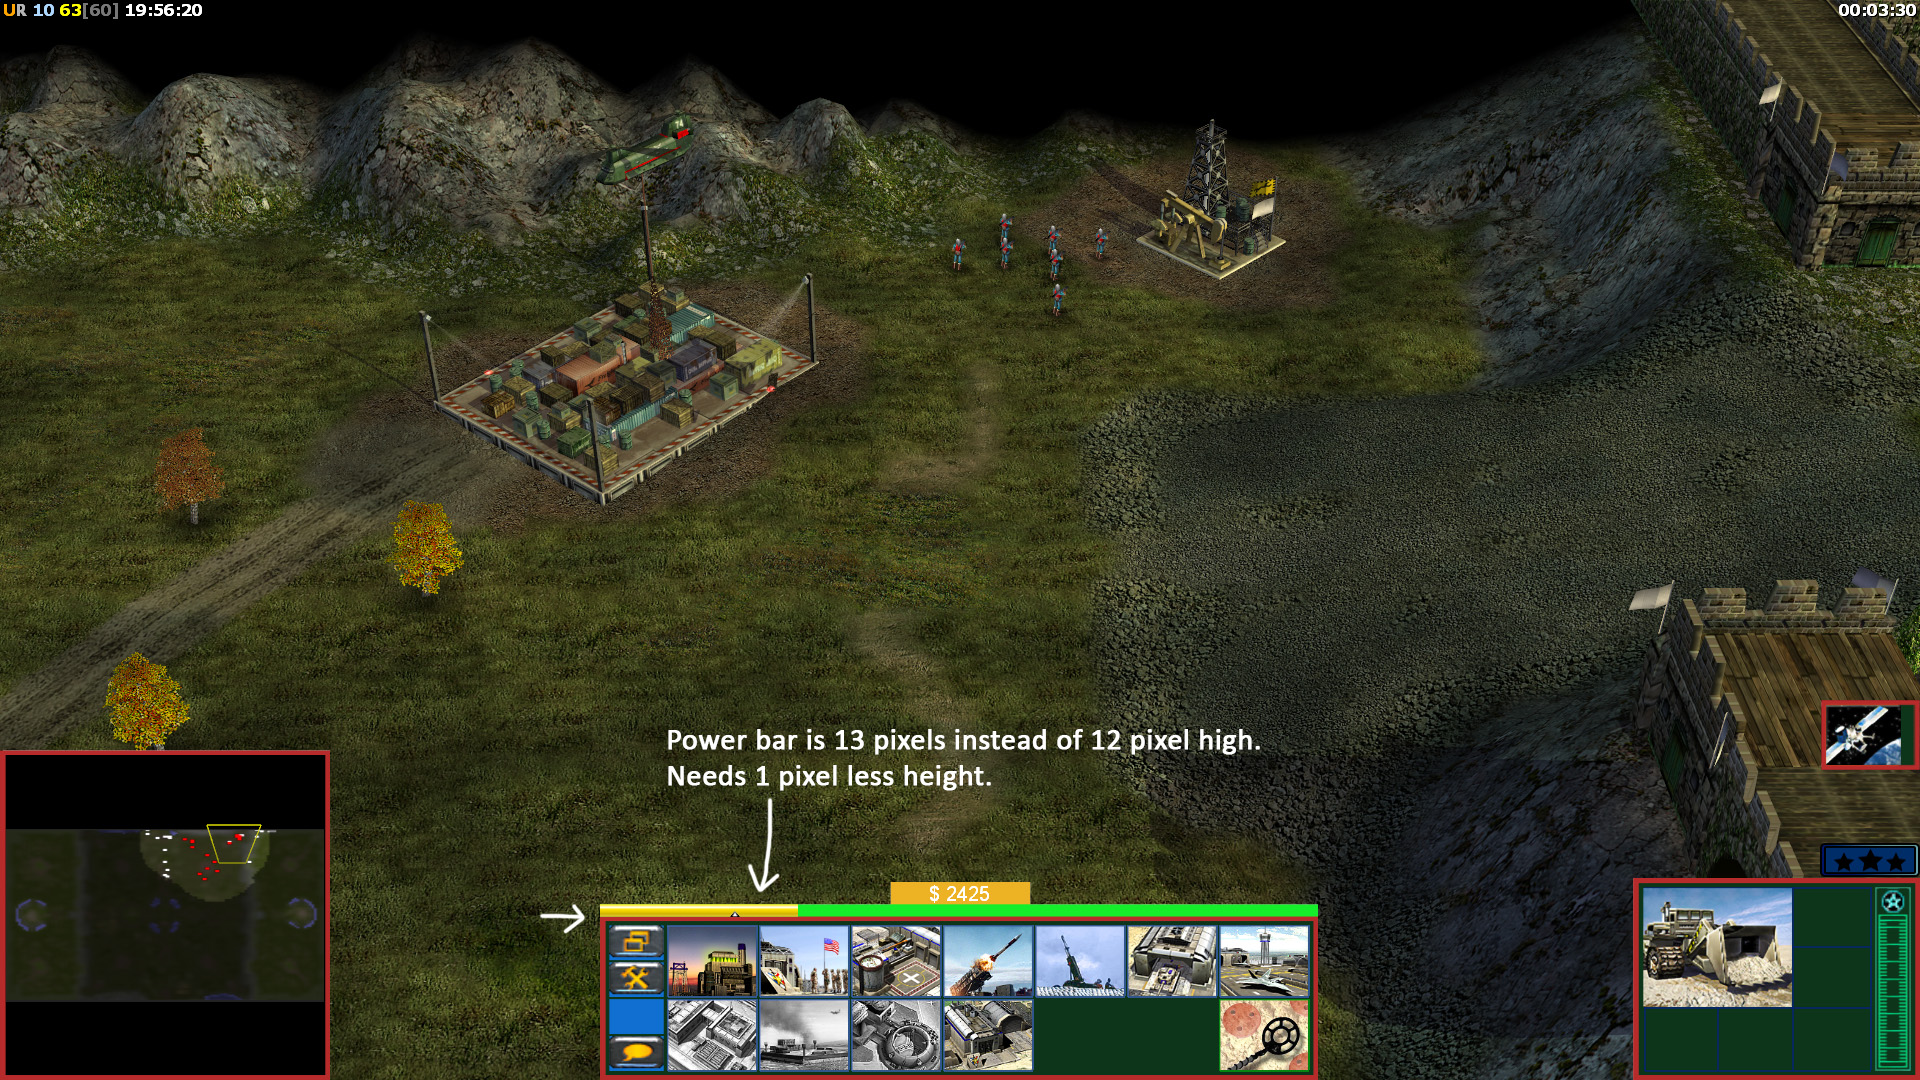 UR 10 63[60] 19:56:20
00:03:30
74
Power bar is 13 pixels instead of 12 pixel high.
Needs 1 pixel less height.
$ 2425